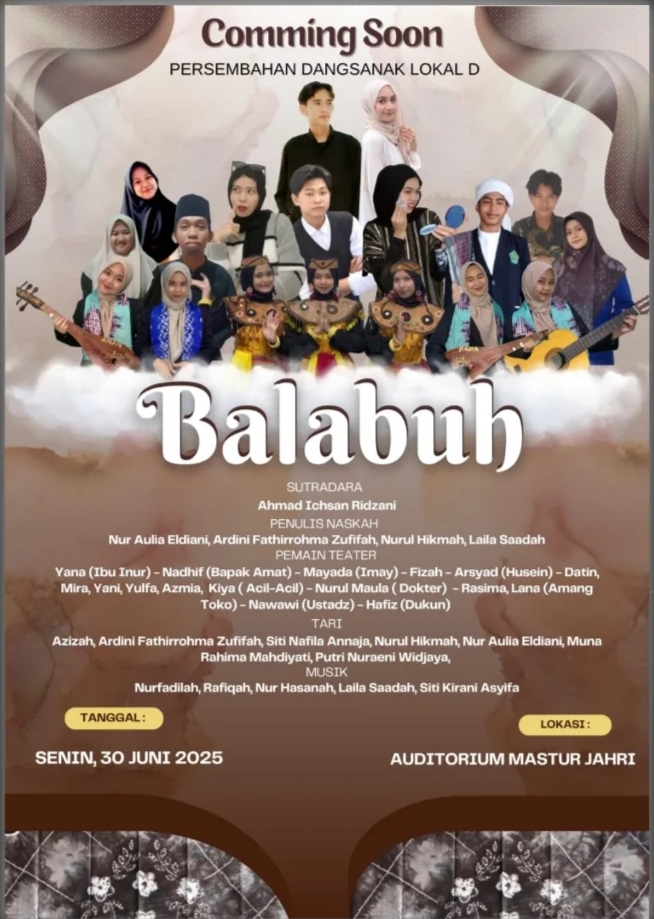 Comming Soon
PERSEMBAHAN DANGSANAK LOKAL D
PAPA
Balabuh
SUTRADARA
Ahmad Ichsan Ridzani
PENULIS NASKAH
Nur Aulia Eldiani, Ardini Fathirrohma Zufifah, Nurul Hikmah, Laila Saadah
PEMAIN TEATER
Yana (Ibu Inur) - Nadhif (Bapak Amat) - Mayada (Imay) - Fizah - Arsyad (Husein) - Datin,
Mira, Yani, Yulfa, Azmia, Kiya ( Acil-Acil) - Nurul Maula ( Dokter) - Rasima, Lana (Amang
Toko) - Nawawi (Ustadz) - Hafiz (Dukun)
TARI
Azizah, Ardini Fathirrohma Zufifah, Siti Nafila Annaja, Nurul Hikmah, Nur Aulia Eldiani, Muna
Rahima Mahdiyati, Putri Nuraeni Widjaya,
MUSIK
Nurfadilah, Rafiqah, Nur Hasanah, Laila Saadah, Siti Kirani Asyifa
TANGGAL :
LOKASI :
SENIN, 30 JUNI 2025
AUDITORIUM MASTUR JAHRI